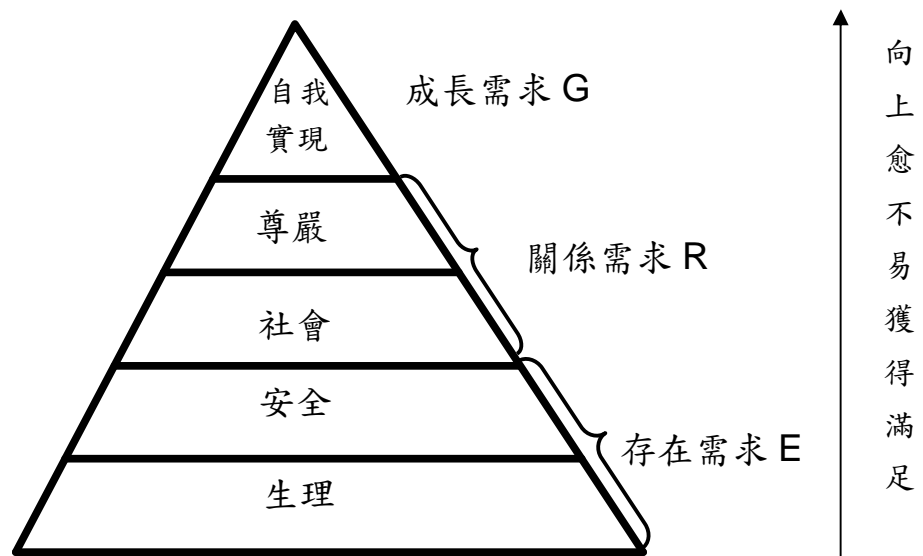 自我
實現
成長需求 G
尊嚴
關係需求 R
社會
安全
存在需求 E
生理
向上愈不易獲得滿足